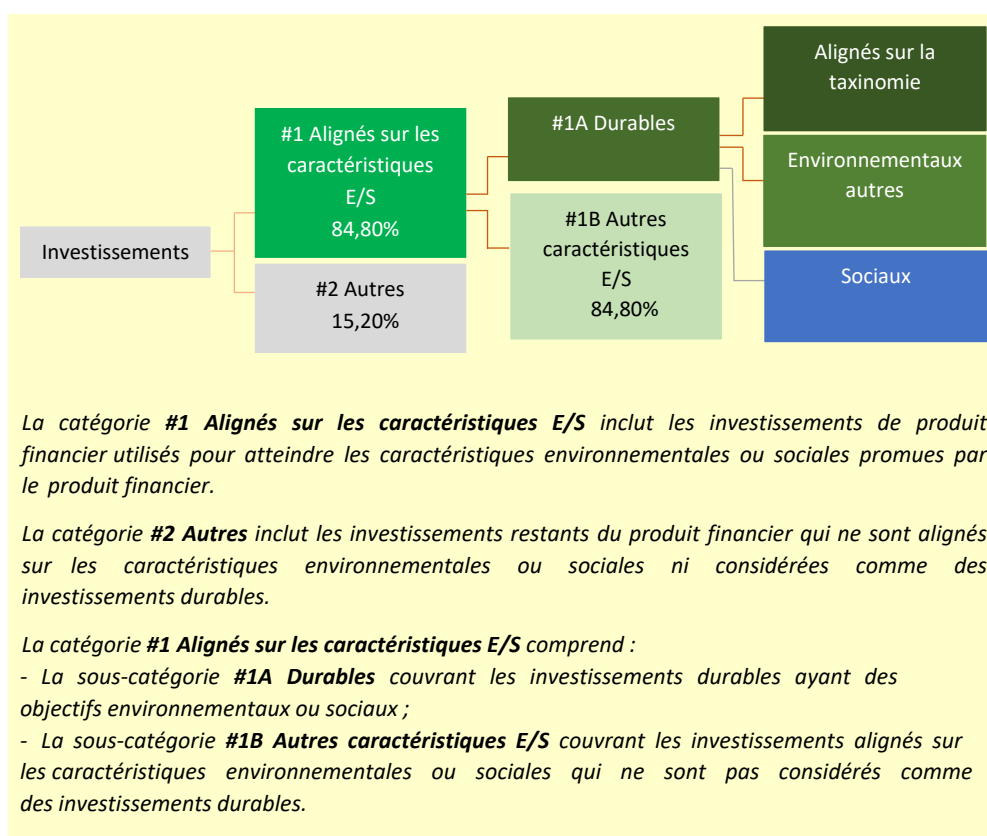 Alignés sur la
taxinomie
#1 Alignés sur les
caractéristiques
E/S
84,80%
#1A Durables
Environnementaux
autres
#1B Autres
caractéristiques
E/S
84,80%
Investissements
#2 Autres
15,20%
Sociaux
La catégorie #1 Alignés sur les caractéristiques E/S inclut les investissements de produit
financier utilisés pour atteindre les caractéristiques environnementales ou sociales promues par
le produit financier.
La catégorie #2 Autres inclut les investissements restants du produit financier qui ne sont alignés
sur les caractéristiques environnementales ou sociales ni considérées comme des
investissements durables.
La catégorie #1 Alignés sur les caractéristiques E/S comprend :
- La sous-catégorie #1A Durables couvrant les investissements durables ayant des
objectifs environnementaux ou sociaux ;
- La sous-catégorie #1B Autres caractéristiques E/S couvrant les investissements alignés sur
les caractéristiques environnementales ou sociales qui ne sont pas considérés comme
des investissements durables.